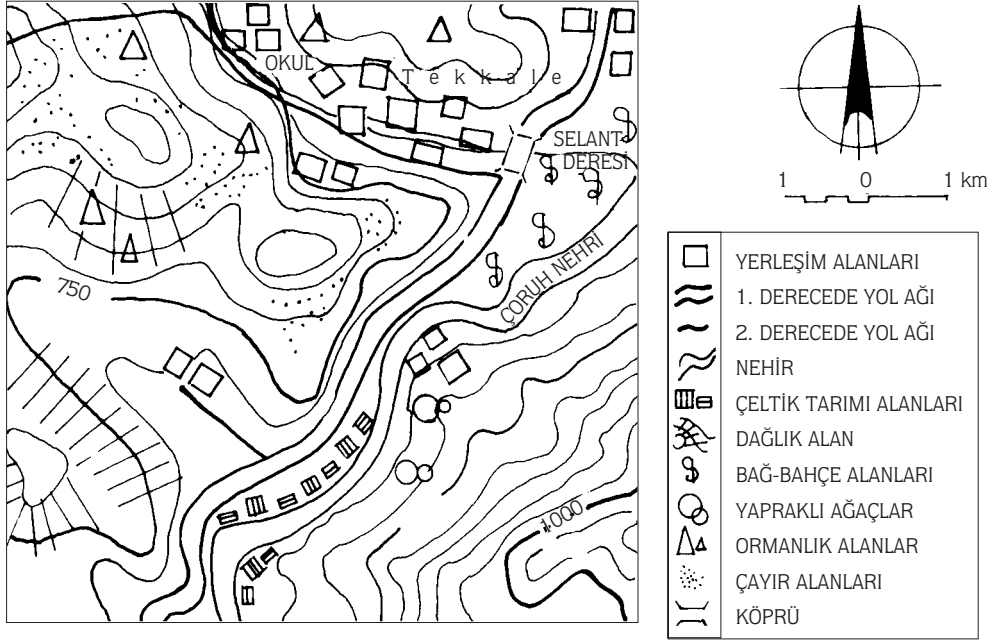 OKUL
Tekkale
SELANT
DERESİ
ÇORUH NEHRİ
750
1000
1 0 1 km
YERLEŞİM ALANLARI
1. DERECEDE YOL AĞI
2. DERECEDE YOL AĞI
NEHİR
ÇELTİK TARIMI ALANLARI
DAĞLIK ALAN
BAĞ-BAHÇE ALANLARI
YAPRAKLI AĞAÇLAR
ORMANLIK ALANLAR
ÇAYIR ALANLARI
KÖPRÜ